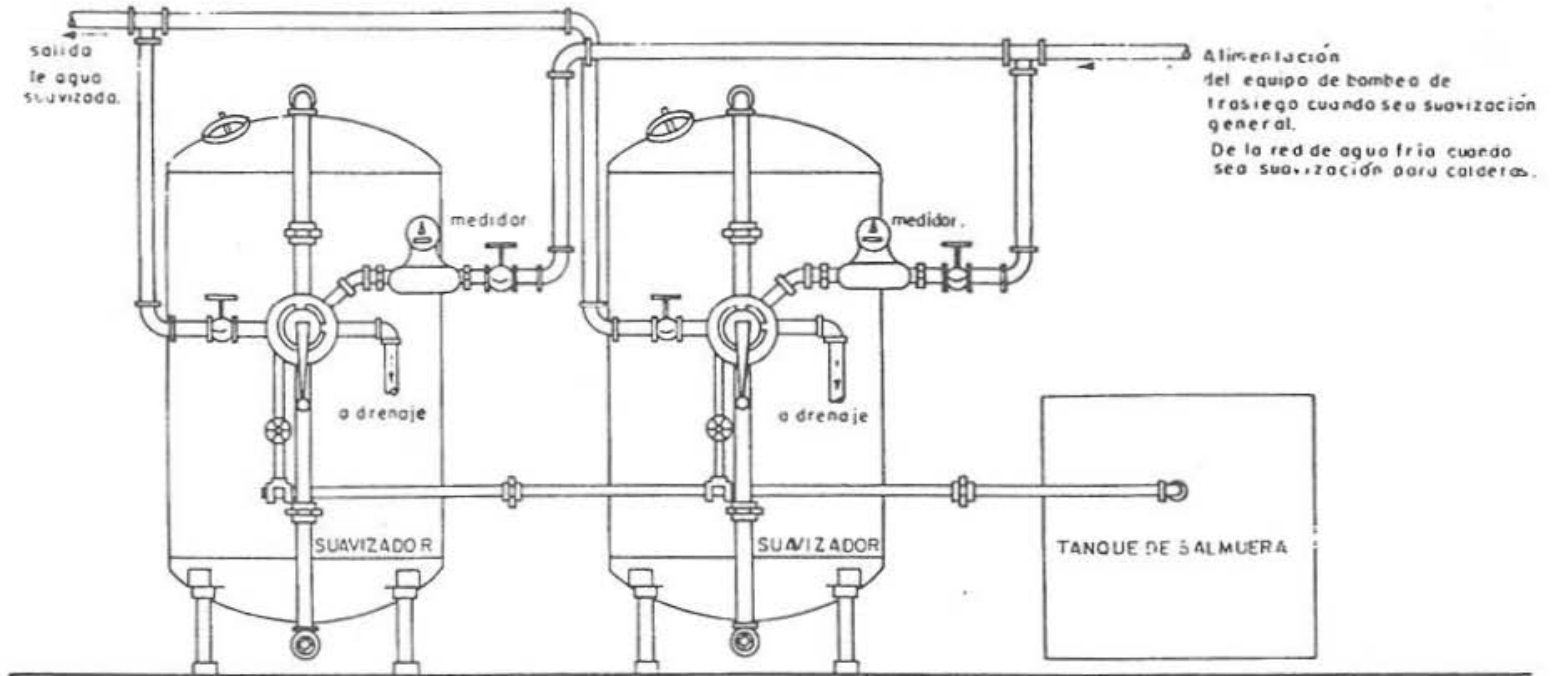 salida
de agua
suavizada.
Alimentación
del equipo de bombeo de
trasiego cuando sea suavización
general.
De la red de agua fría cuando
sea suavización para calderas.
medidor.
medidor.
a drenaje
a drenaje
SUAVIZADOR
SUAVIZADOR
TANQUE DE SALMUERA